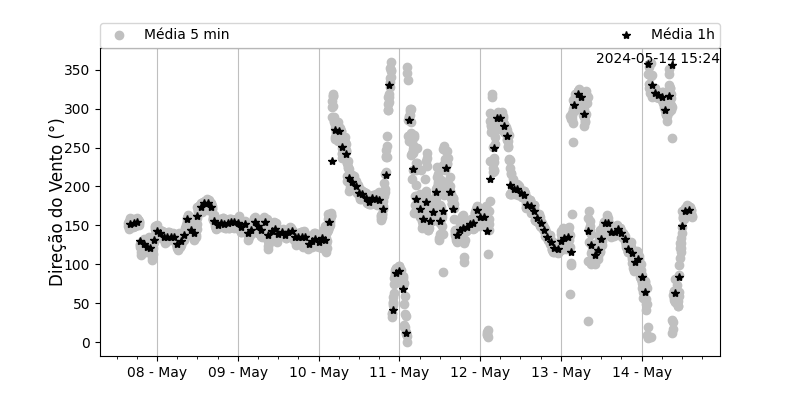 Média 5 min
Média 1h
2024-05-14 15:24
Direção do Vento (°)
350
300
250
200
150
100
50
0
08 - May
09 - May
10 - May
11 - May
12 - May
13 - May
14 - May